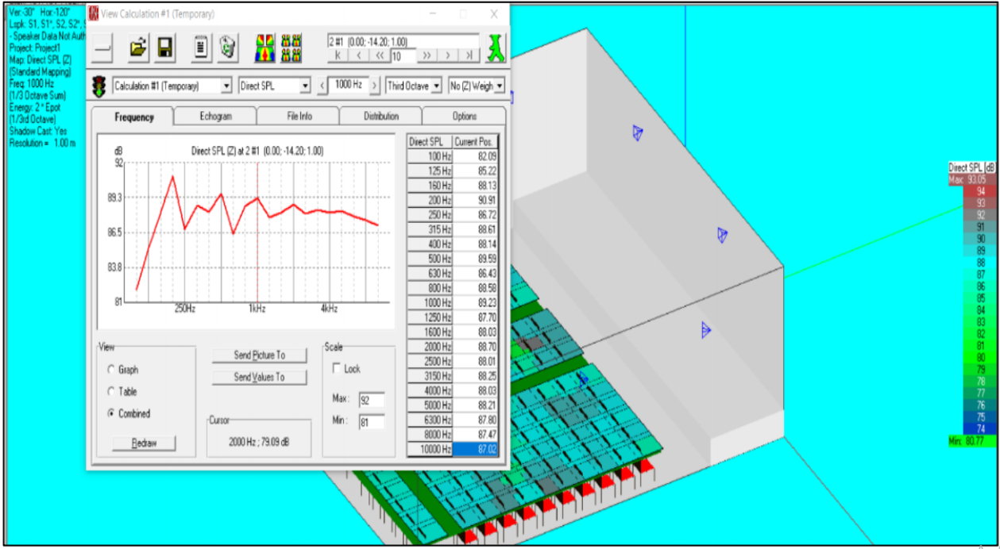 Ver:-30° Hor:-120°
Lspk: S1, S1*, S2, S2*, S
- Speaker Data Not Auth
Project: Project1
Map: Direct SPL (Z)
(Standard Mapping)
Freq: 1000 Hz
(1/3 Octave Sum)
Energy: 2 * Epot
(1/3rd Octave)
Shadow Cast: Yes
Resolution = 1.00 m
View Calculation #1 (Temporary)
2 #1 (0.00; -14.20; 1.00)
10
Calculation #1 (Temporary)
Direct SPL
1000 Hz
Third Octave
No (Z) Weigh
Frequency
Echogram
File Info
Distribution
Options
dB
Direct SPL (Z) at 2 #1 (0.00; -14.20; 1.00)
92
89.3
86.5
83.8
81
250Hz
1kHz
4kHz
Direct SPL Current Pos.
100 Hz 82.09
125 Hz 85.22
160 Hz 88.13
200 Hz 90.91
250 Hz 86.72
315 Hz 88.61
400 Hz 88.14
500 Hz 89.59
630 Hz 86.43
800 Hz 88.58
1000 Hz 89.23
1250 Hz 87.70
1600 Hz 88.03
2000 Hz 88.70
2500 Hz 88.01
3150 Hz 88.25
4000 Hz 88.03
5000 Hz 88.21
6300 Hz 87.80
8000 Hz 87.47
10000 Hz 87.02
View
Graph
Table
Combined
Redraw
Send Picture To
Send Values To
Cursor
2000 Hz ; 79.09 dB
Scale
Lock
Max: 92
Min: 81
Direct SPL [dB
Max: 93.05
94
93
92
91
90
89
88
87
86
85
84
83
82
81
80
79
78
77
76
75
74
Min: 80.77